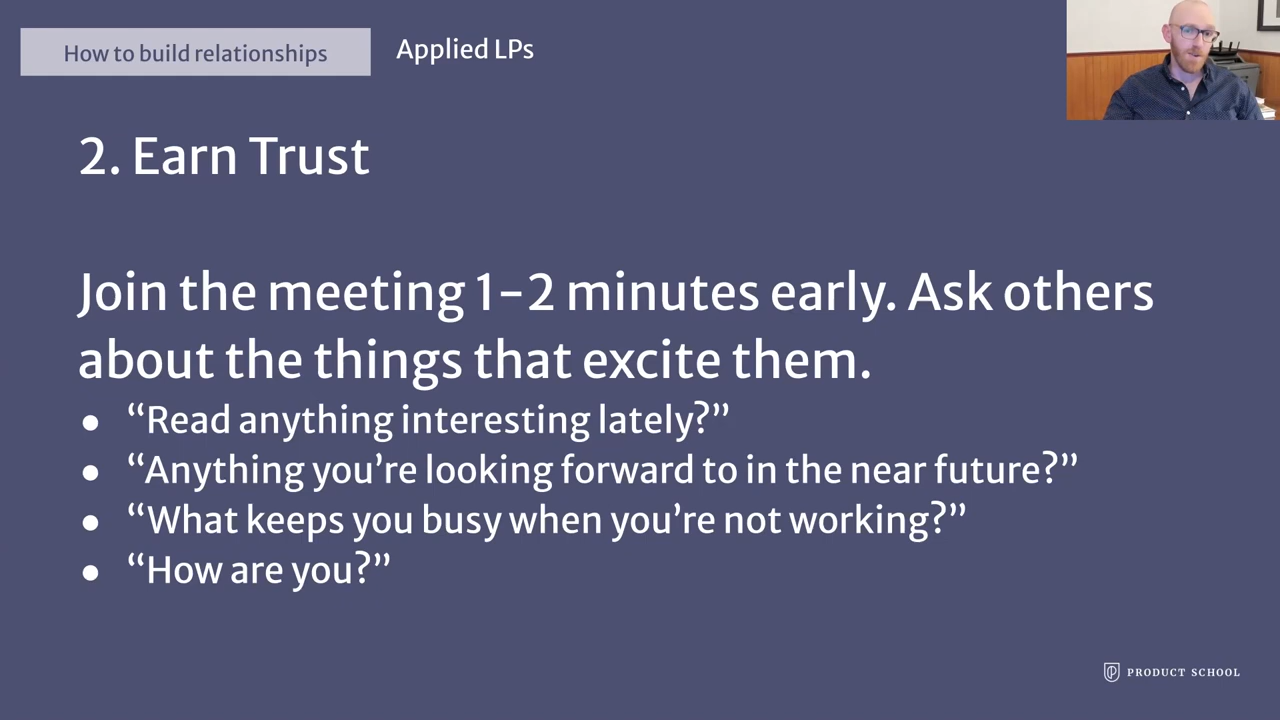 How to build relationships
Applied LPs
2. Earn Trust
Join the meeting 1–2 minutes early. Ask others
about the things that excite them.
● “Read anything interesting lately?”
● “Anything you’re looking forward to in the near future?”
● “What keeps you busy when you’re not working?”
● “How are you?”
PRODUCT SCHOOL